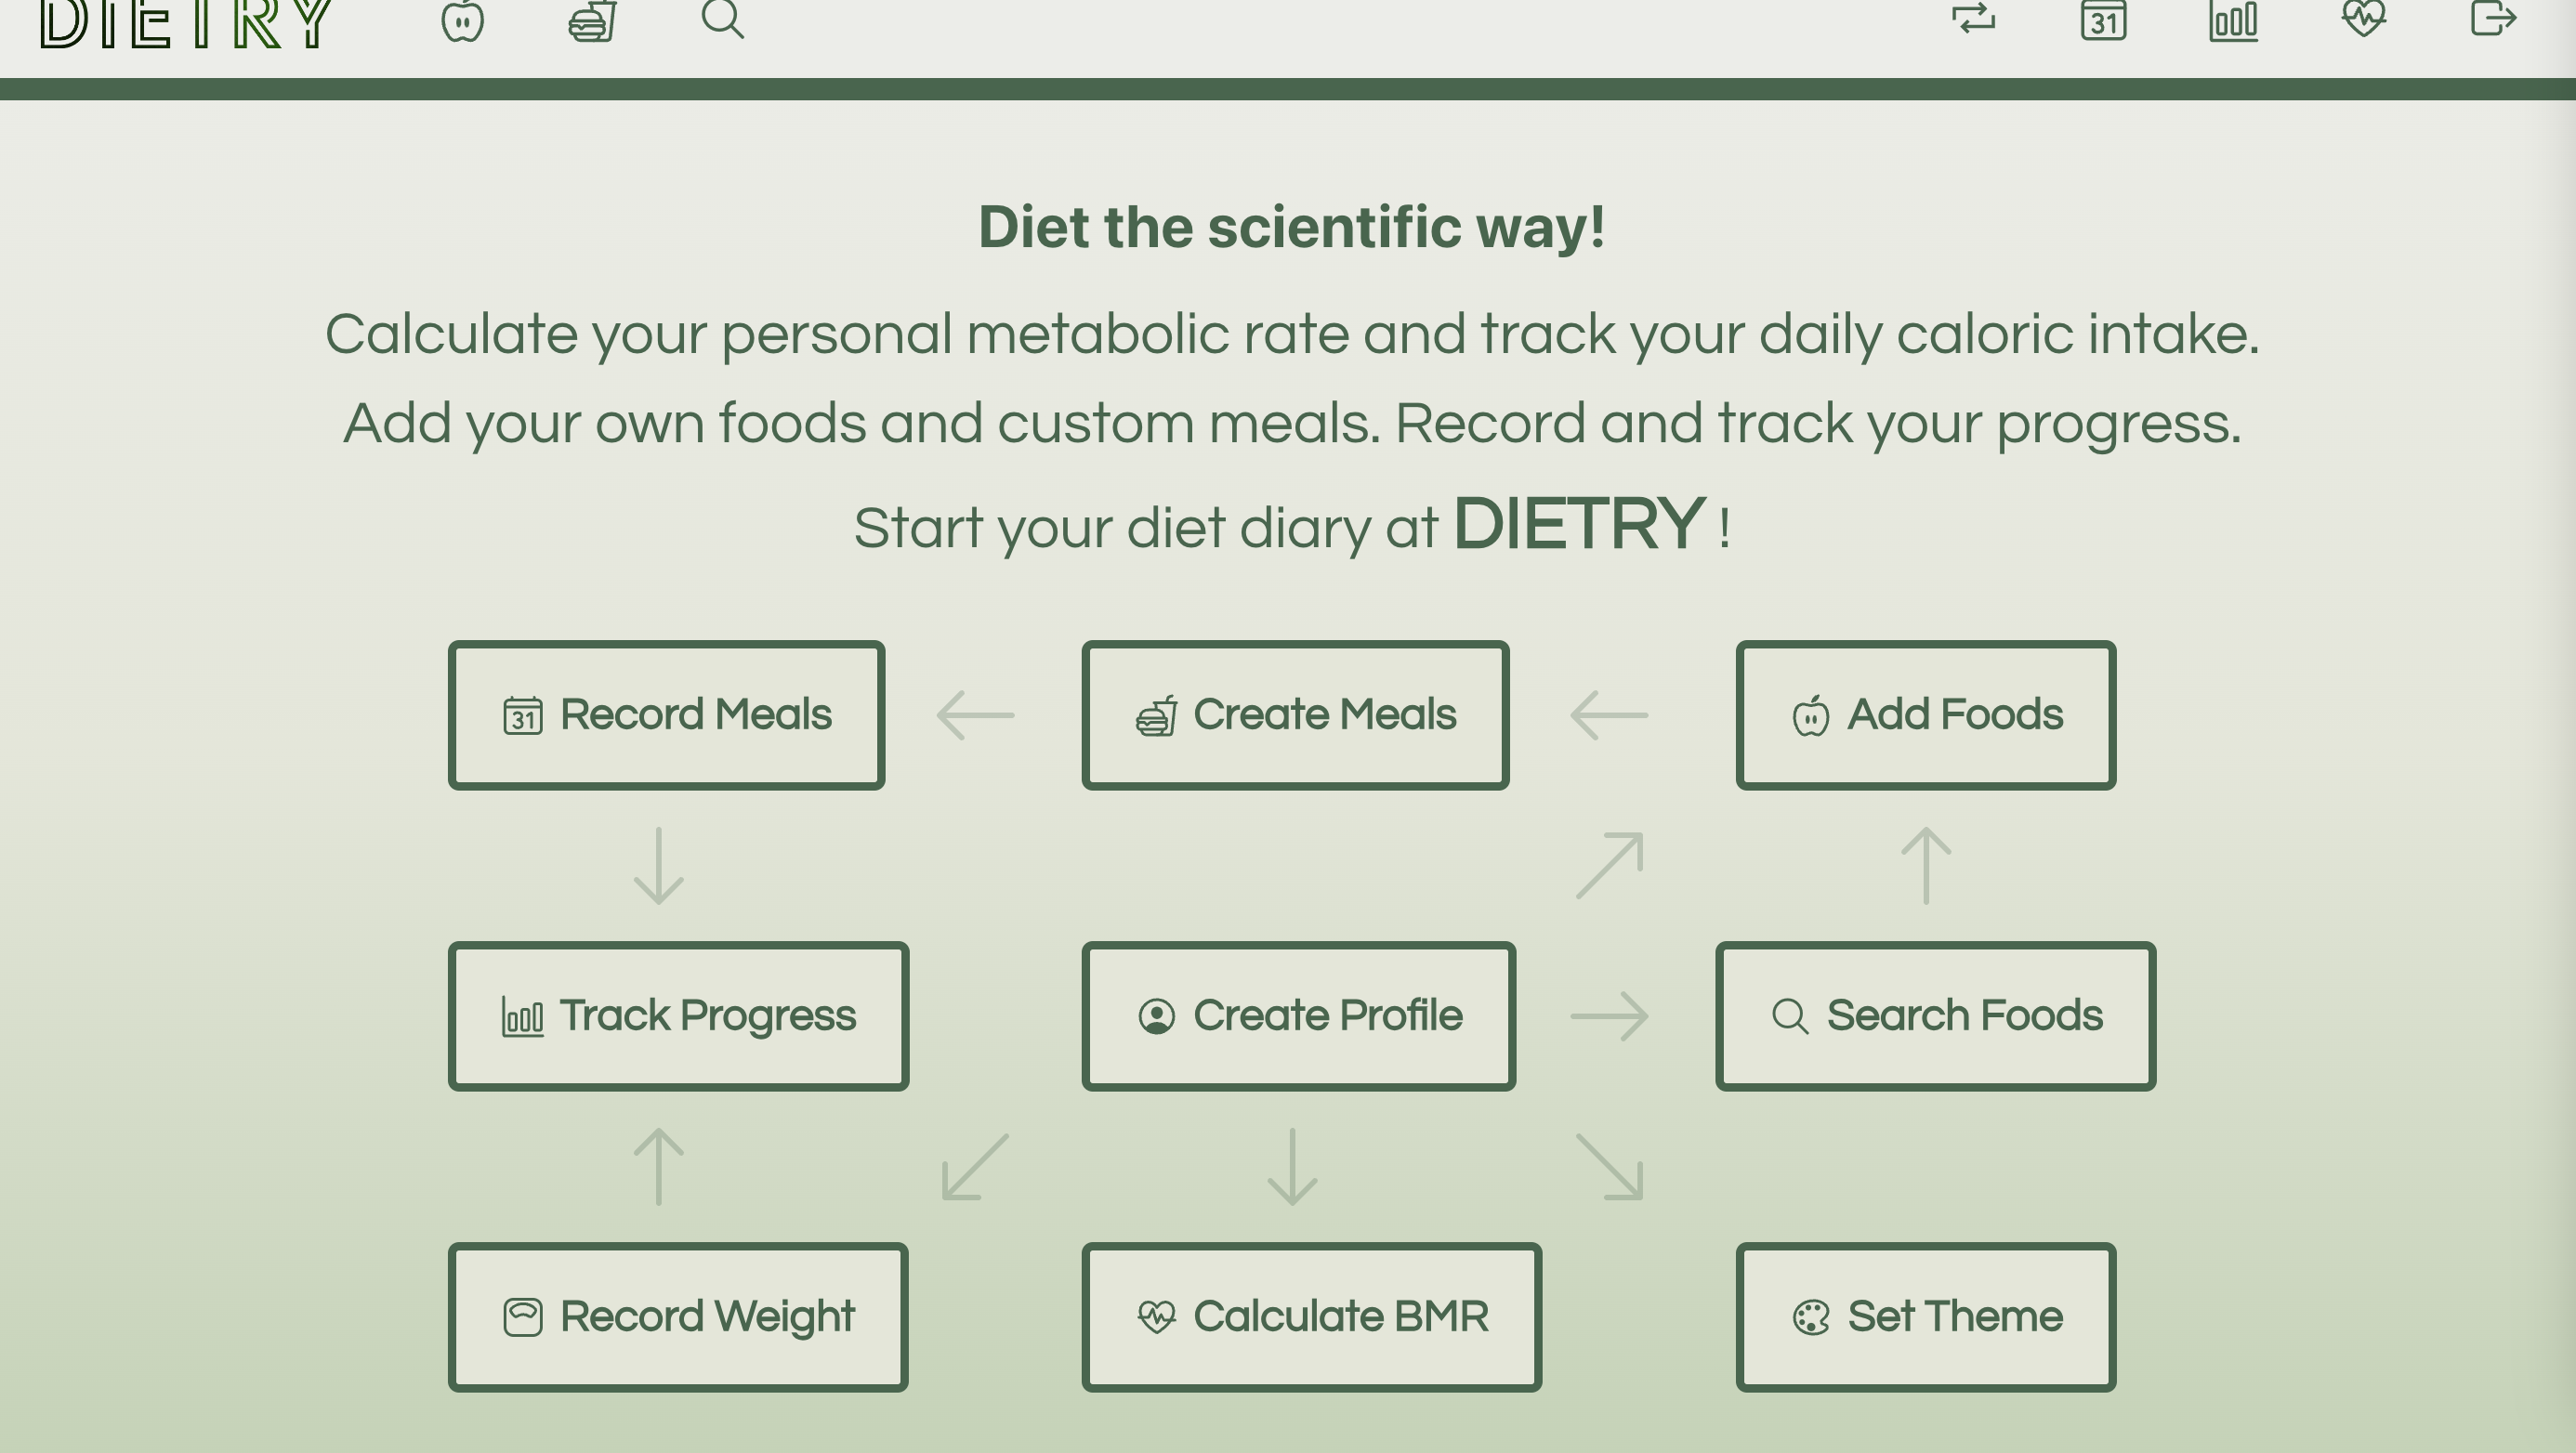 DIETRY
31
31
Diet the scientific way!
Calculate your personal metabolic rate and track your daily caloric intake.
Add your own foods and custom meals. Record and track your progress.
Start your diet diary at DIETRY !
31 Record Meals
Create Meals
Add Foods
Track Progress
Create Profile
Search Foods
Record Weight
Calculate BMR
Set Theme